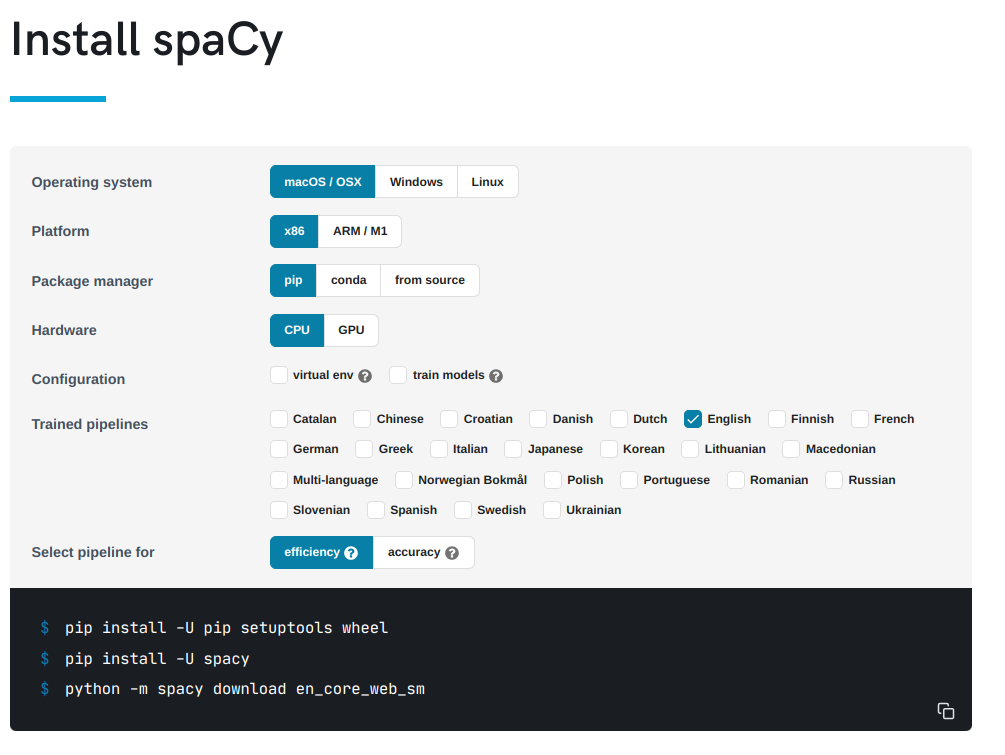 Install spaCy
Operating system macOS / OSX Windows Linux
Platform x86 ARM / M1
Package manager pip conda from source
Hardware CPU GPU
Configuration virtual env ? train models ?
Trained pipelines Catalan Chinese Croatian Danish Dutch English Finnish French
German Greek Italian Japanese Korean Lithuanian Macedonian
Multi-language Norwegian Bokmål Polish Portuguese Romanian Russian
Slovenian Spanish Swedish Ukrainian
Select pipeline for efficiency ? accuracy ?
$ pip install -U pip setuptools wheel
$ pip install -U spacy
$ python -m spacy download en_core_web_sm